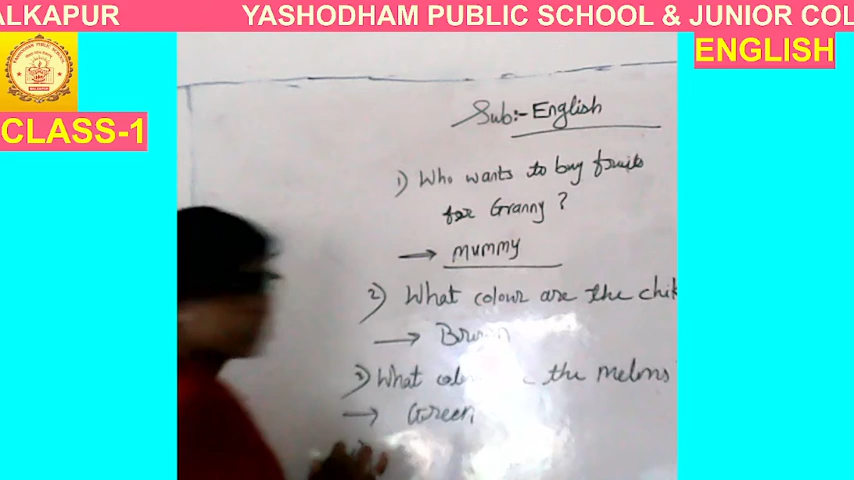 ALKAPUR YASHODHAM PUBLIC SCHOOL & JUNIOR COL
ENGLISH
CLASS-1
Sub:- English
1) Who wants to buy fruits
for Granny?
→ Mummy
2) What colour are the chik
→ Brown
3) What the melons
→ Green